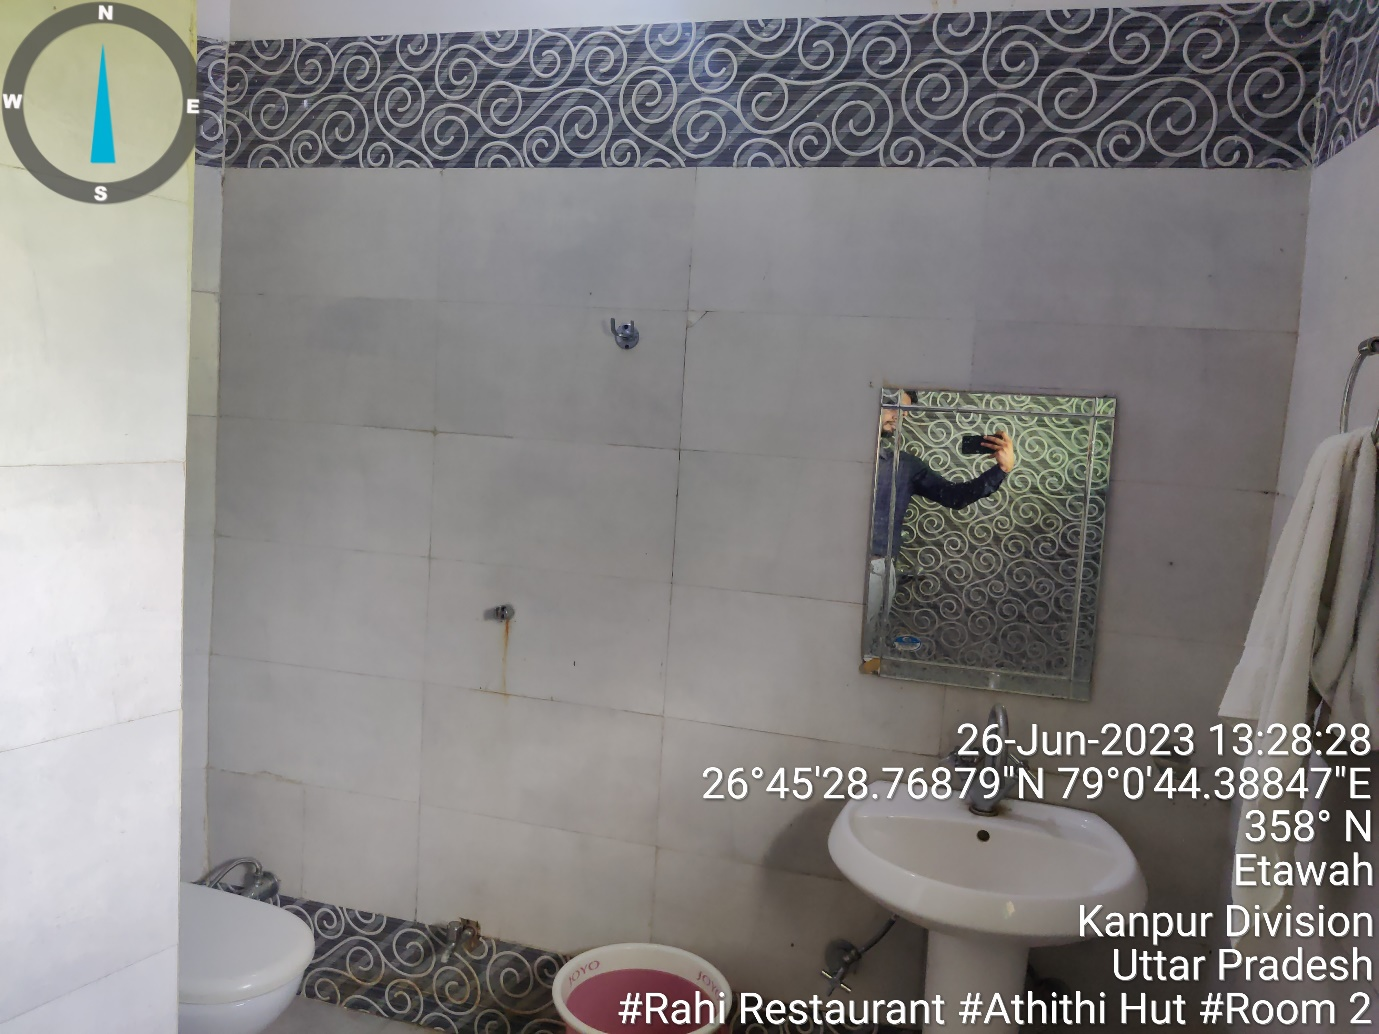 N
W
E
S
JOYO
26-Jun-2023 13:28:28
26°45'28.76879"N 79°0'44.38847"E
358° N
Etawah
Kanpur Division
Uttar Pradesh
#Rahi Restaurant #Athithi Hut #Room 2